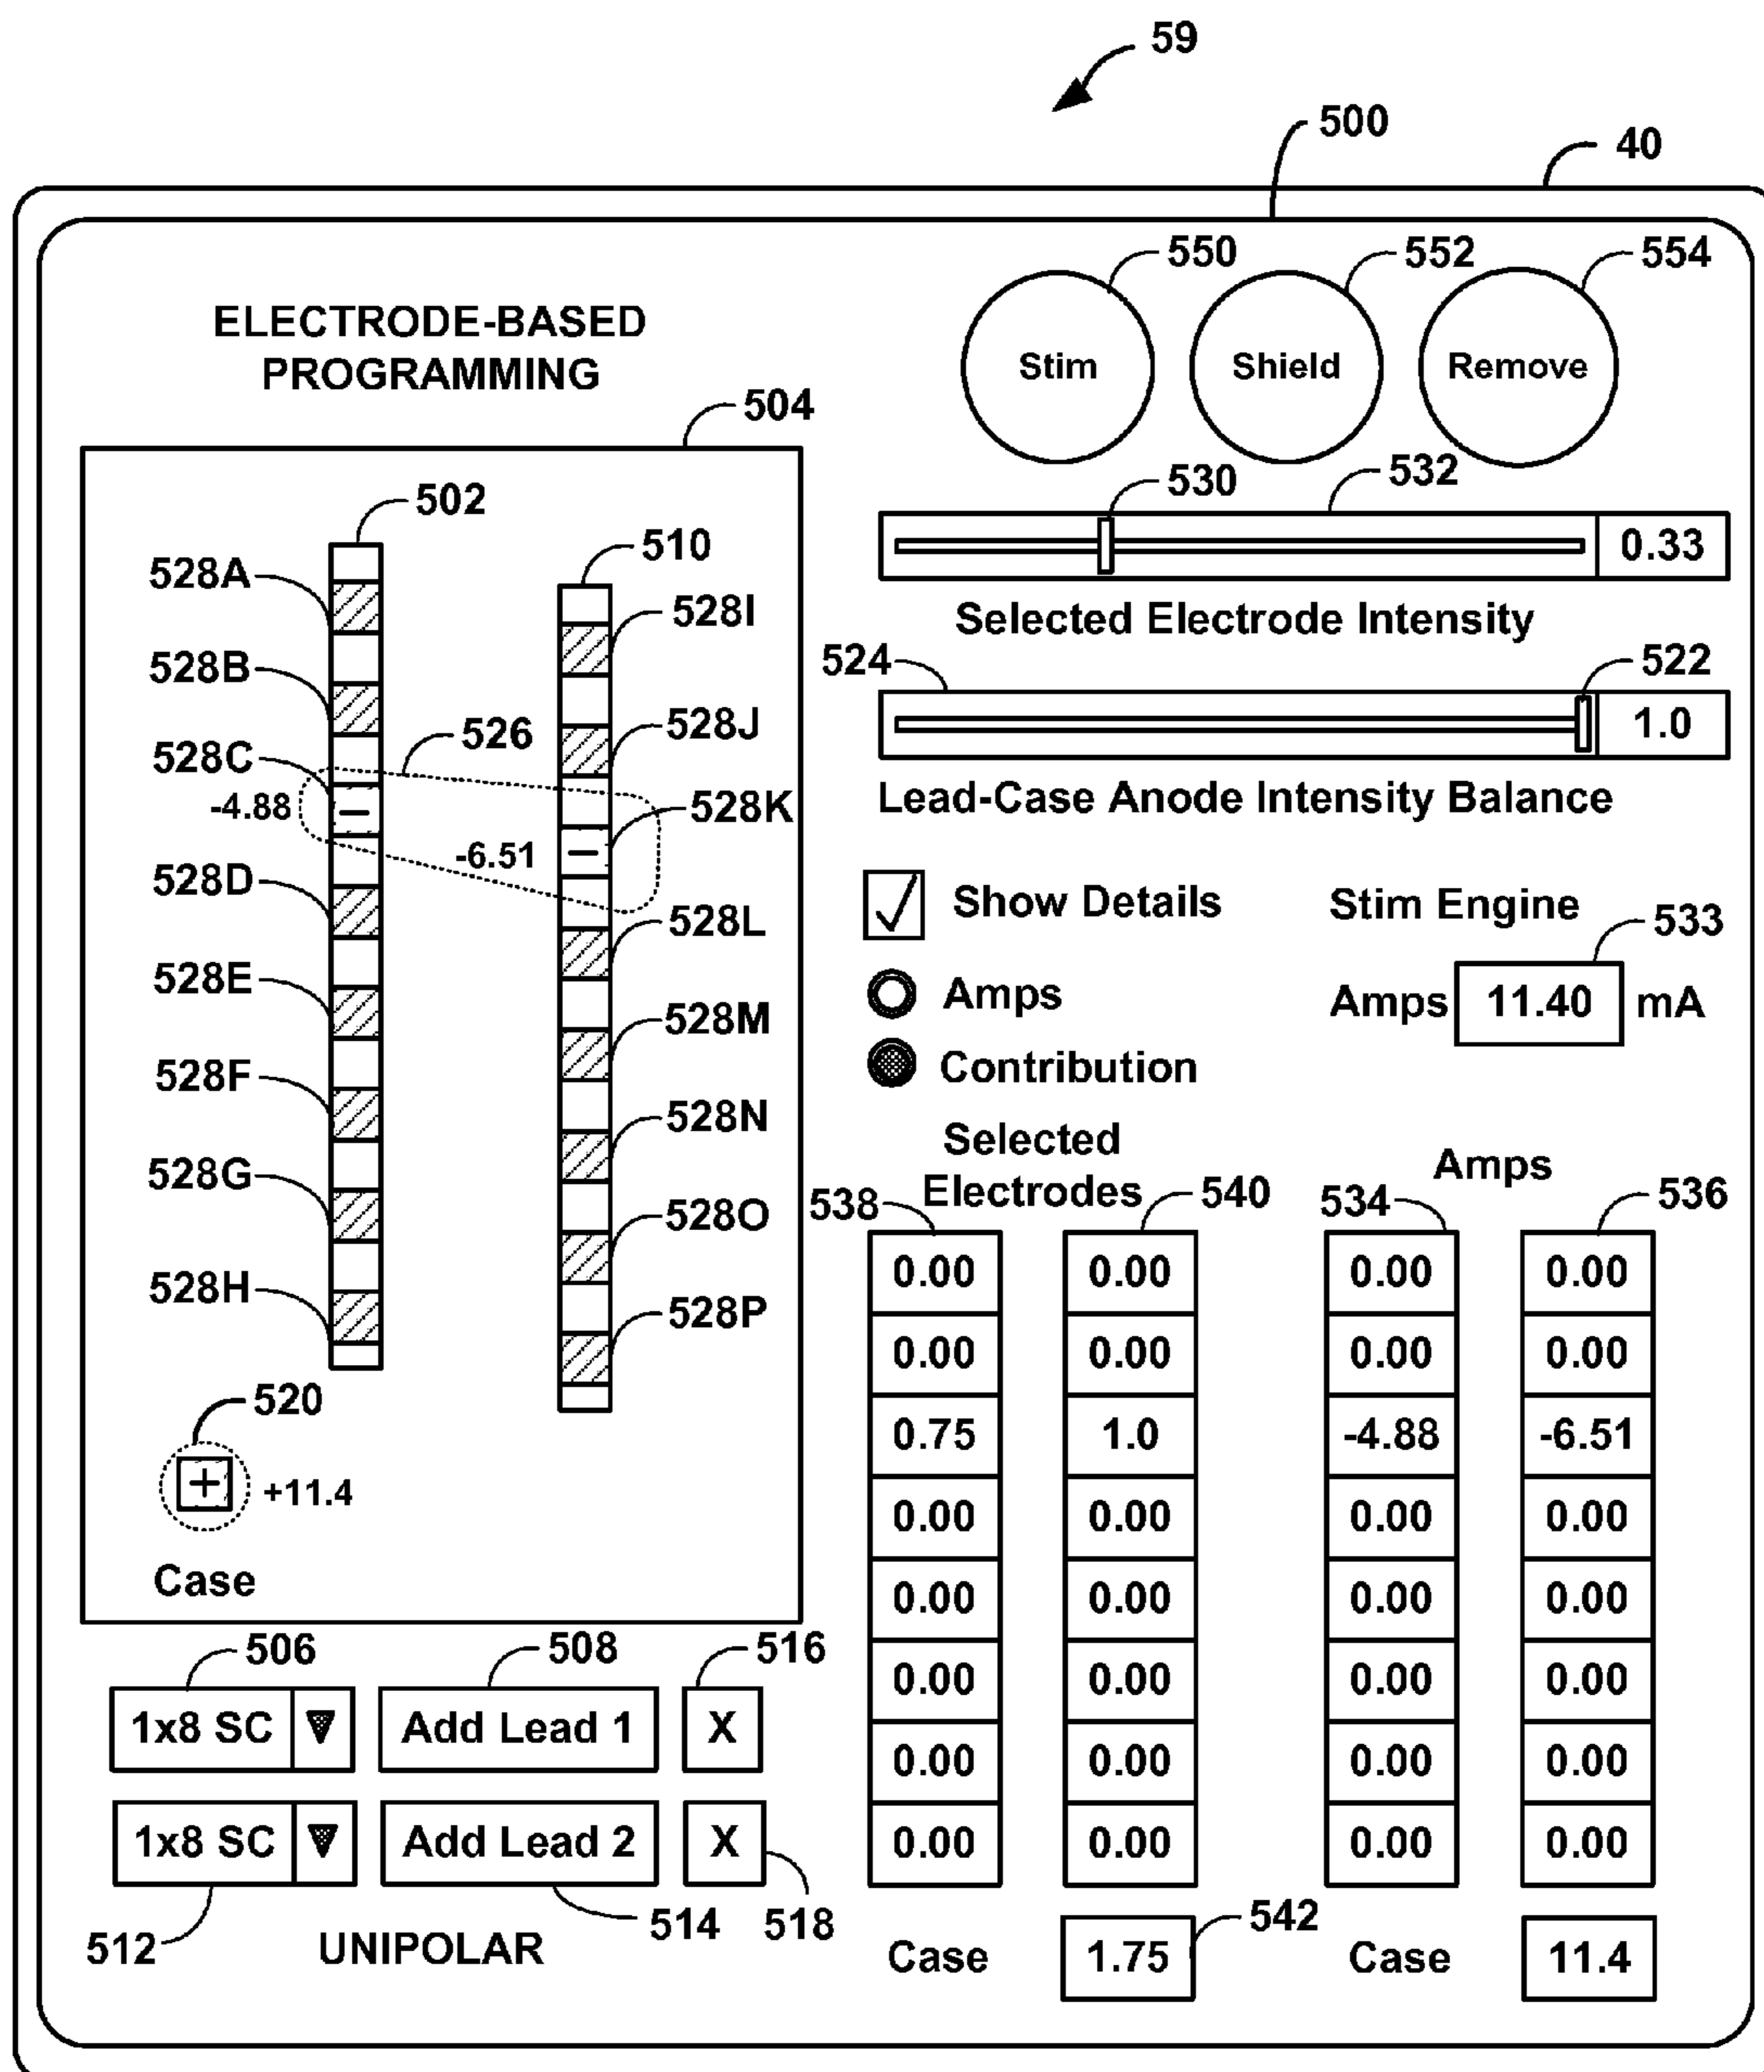 59
500
40
550
552
554
ELECTRODE-BASED
PROGRAMMING
Stim
Shield
Remove
504
502
510
528A
528B
528C
-4.88
528D
528E
528F
528G
528H
526
-6.51
528I
528J
528K
528L
528M
528N
528O
528P
520
+
+11.4
Case
530
532
0.33
Selected Electrode Intensity
524
522
1.0
Lead-Case Anode Intensity Balance
Show Details
Stim Engine
533
Amps
Amps 11.40 mA
Contribution
Selected
Electrodes
Amps
538
540
534
536
0.00 0.00 0.00 0.00
0.00 0.00 0.00 0.00
0.75 1.0 -4.88 -6.51
0.00 0.00 0.00 0.00
0.00 0.00 0.00 0.00
0.00 0.00 0.00 0.00
0.00 0.00 0.00 0.00
0.00 0.00 0.00 0.00
542
Case 1.75 Case 11.4
506
508
516
1x8 SC Add Lead 1 X
1x8 SC Add Lead 2 X
512
514
518
UNIPOLAR